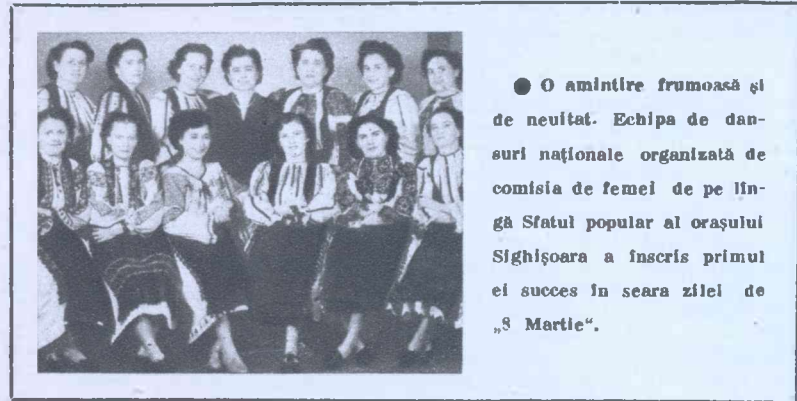 ● O amintire frumoasă și
de neuitat. Echipa de dan-
suri naționale organizată de
comisia de femei de pe lîn-
gă Sfatul popular al orașului
Sighișoara a înscris primul
ei succes în seara zilei de
„8 Martie“.